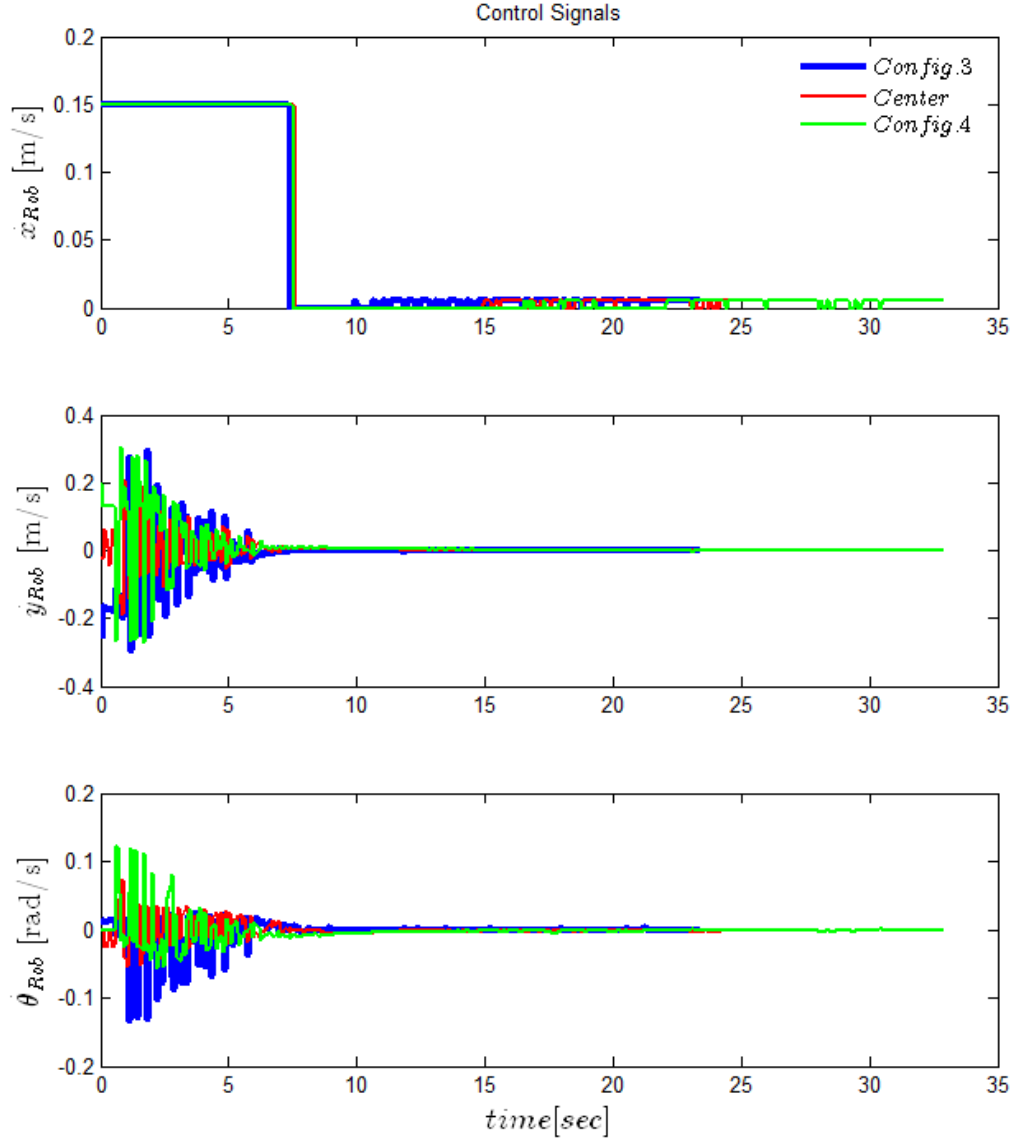 Control Signals
0.2
0.15
0.1
0.05
0
ẋ_Rob [m/s]
Config.3
Center
Config.4
0 5 10 15 20 25 30 35
0.4
0.2
0
-0.2
-0.4
ẏ_Rob [m/s]
0 5 10 15 20 25 30 35
0.2
0.1
0
-0.1
-0.2
θ̇_Rob [rad/s]
0 5 10 15 20 25 30 35
time[sec]